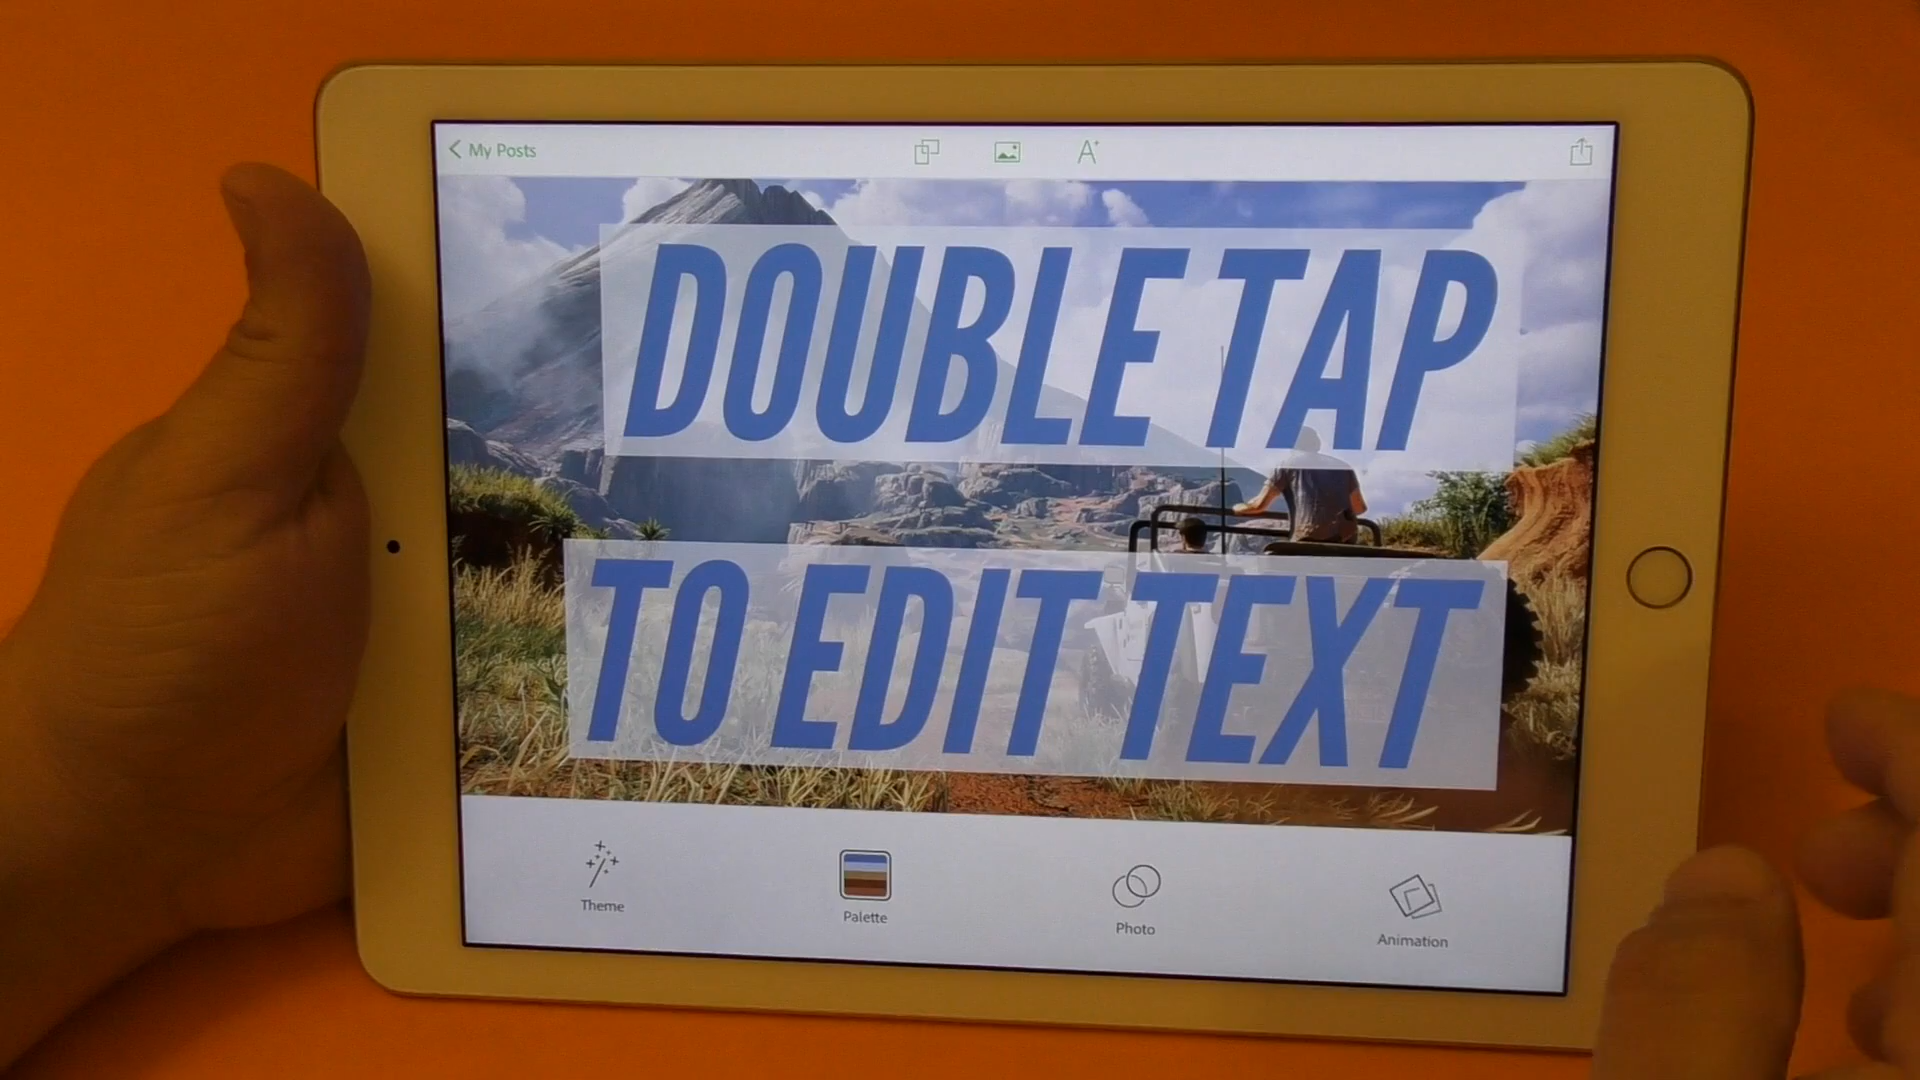 My Posts
DOUBLE TAP
TO EDIT TEXT
Theme
Palette
Photo
Animation